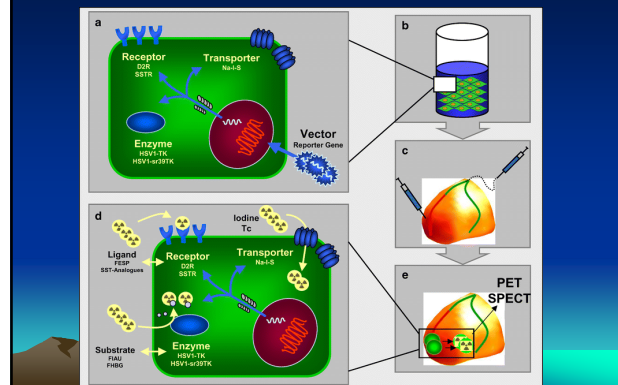 a
Receptor
D2R
SSTR
Transporter
Na-I-S
Enzyme
HSV1-TK
HSV1-sr39TK
Vector
Reporter Gene
b
c
d
Iodine
Tc
Ligand
FESP
SST-Analogues
Receptor
D2R
SSTR
Transporter
Na-I-S
Substrate
FIAU
FHBG
Enzyme
HSV1-TK
HSV1-sr39TK
e
PET
SPECT